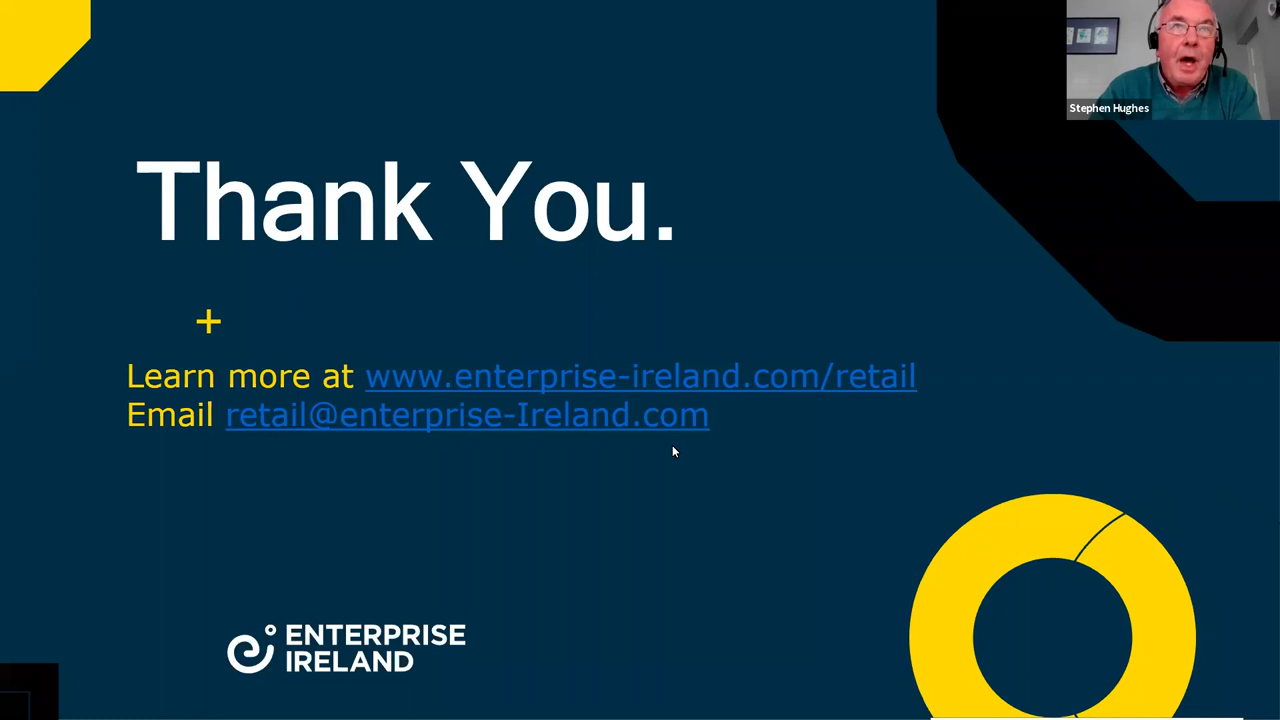 Stephen Hughes
Thank You.
+
Learn more at www.enterprise-ireland.com/retail
Email retail@enterprise-Ireland.com
ENTERPRISE
IRELAND